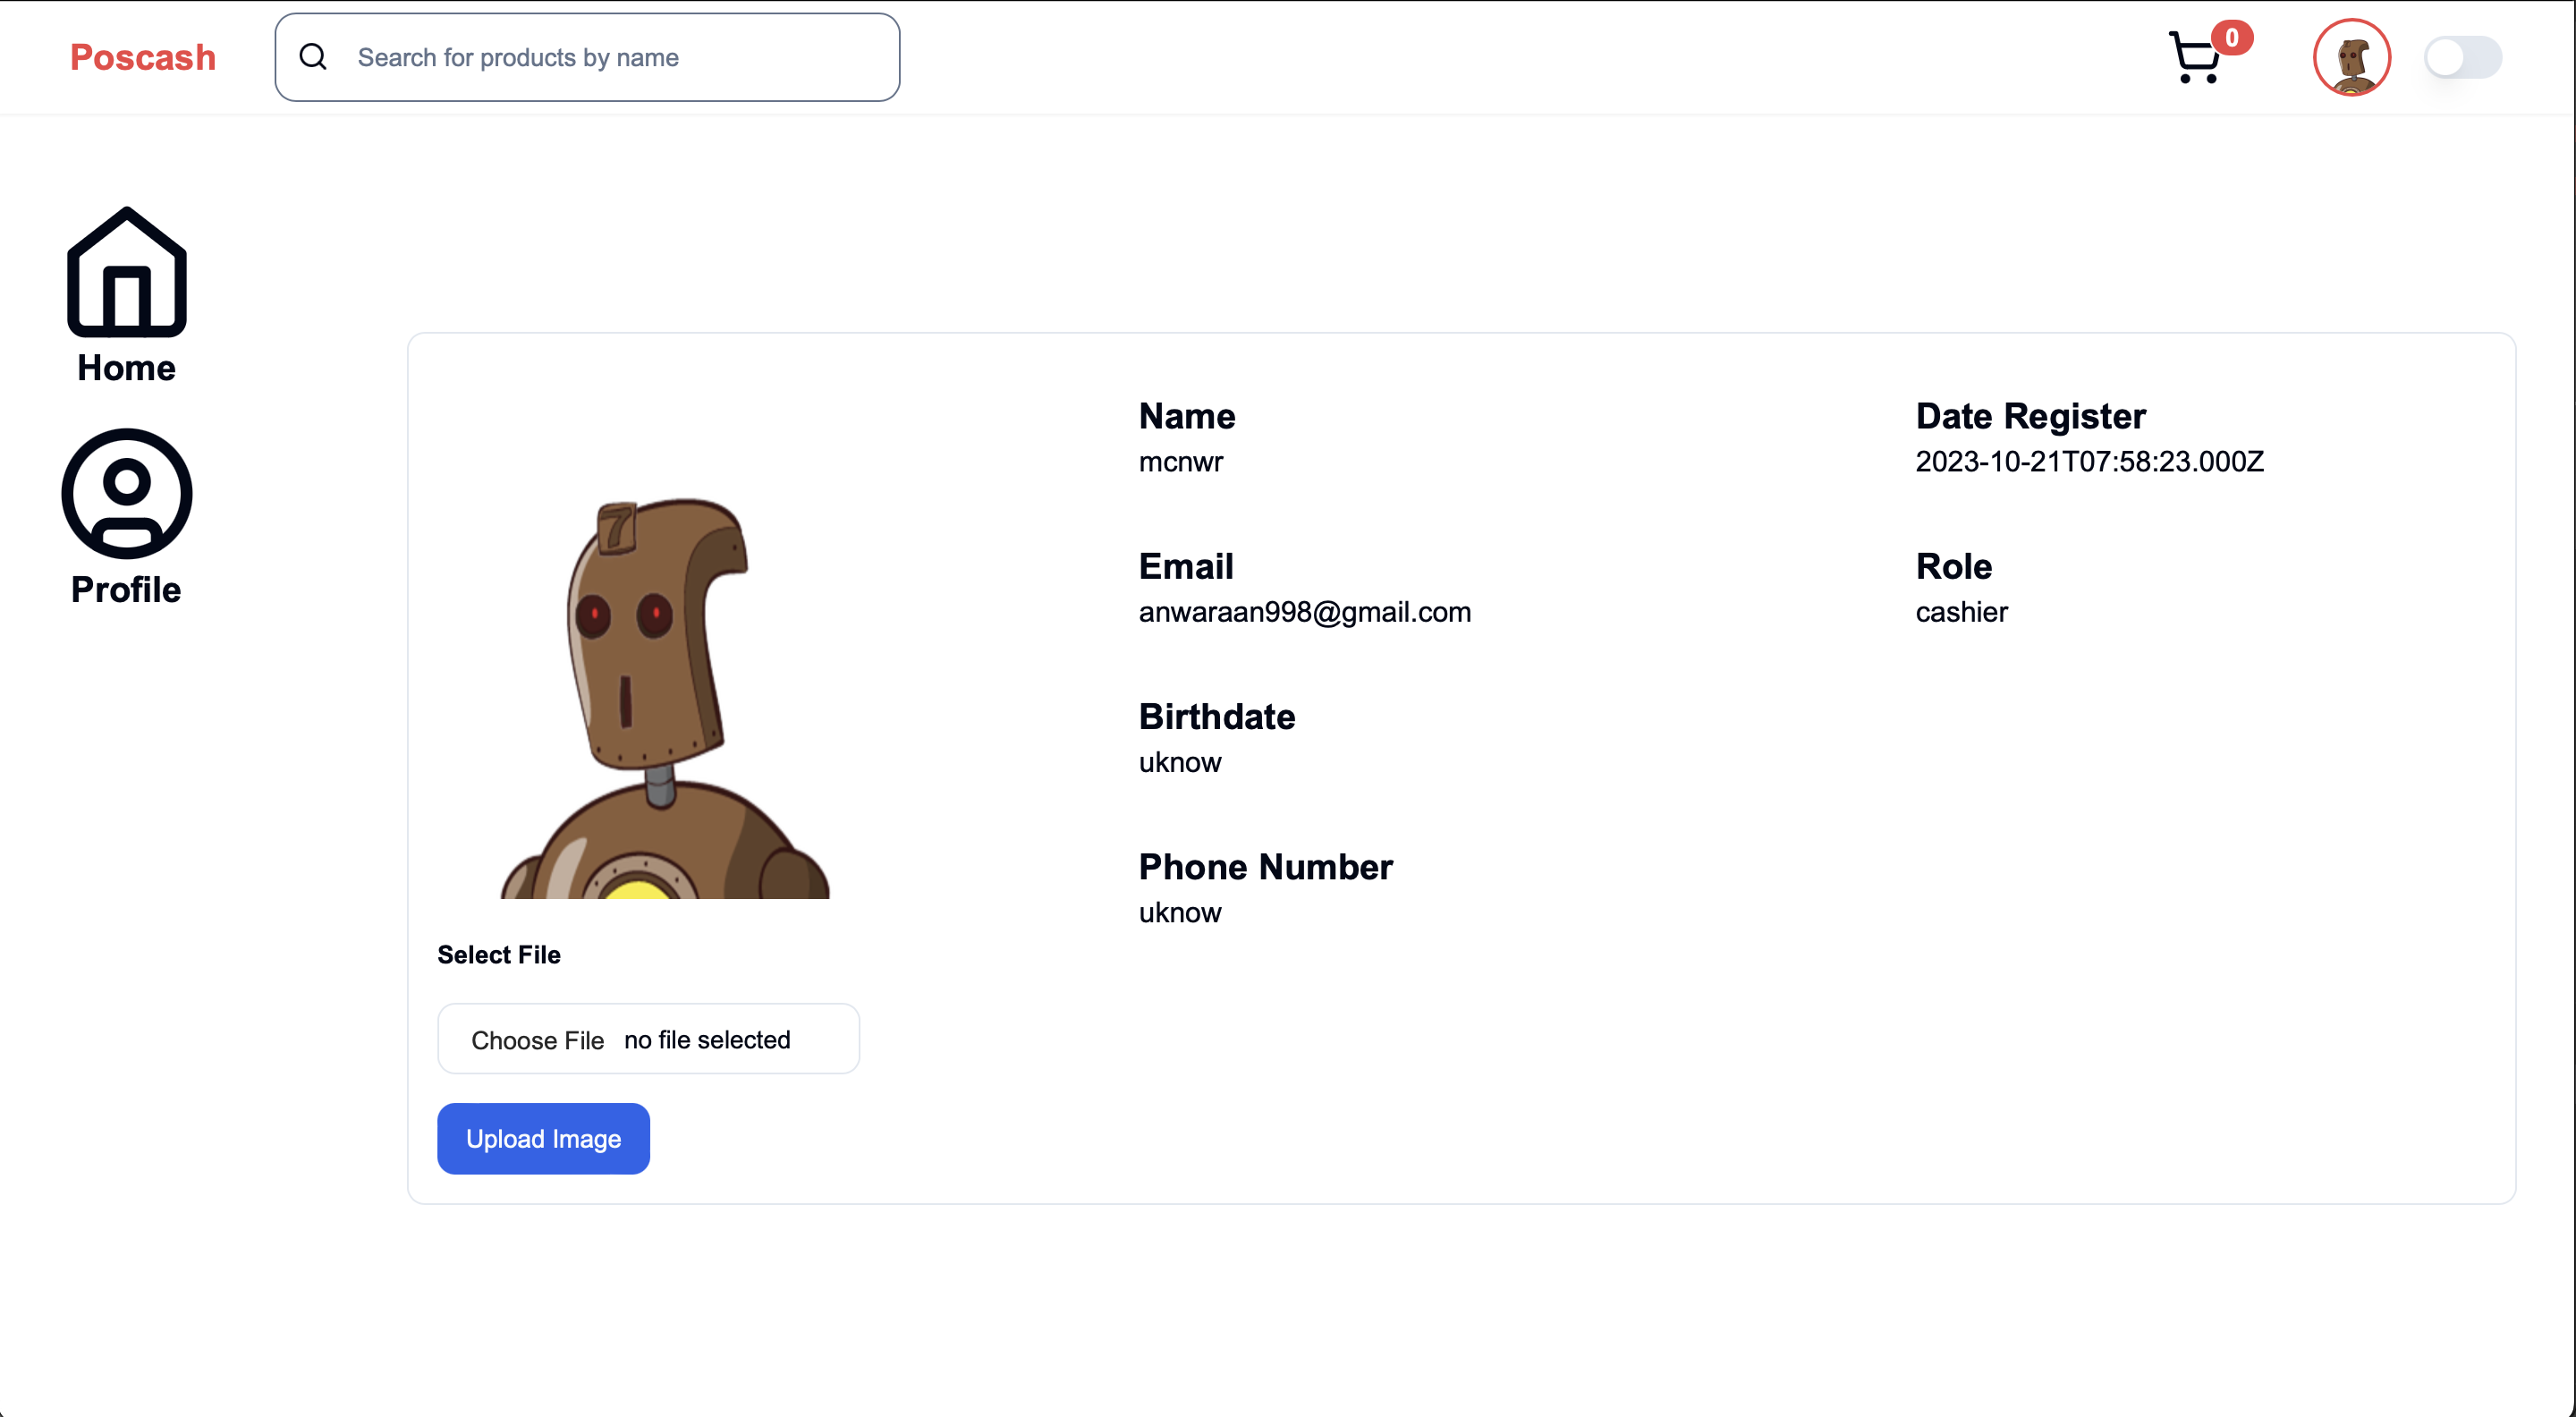 Poscash
Search for products by name
0
Home
Profile
7
Name
mcnwr
Email
anwaraan998@gmail.com
Birthdate
uknow
Phone Number
uknow
Date Register
2023-10-21T07:58:23.000Z
Role
cashier
Select File
Choose File no file selected
Upload Image